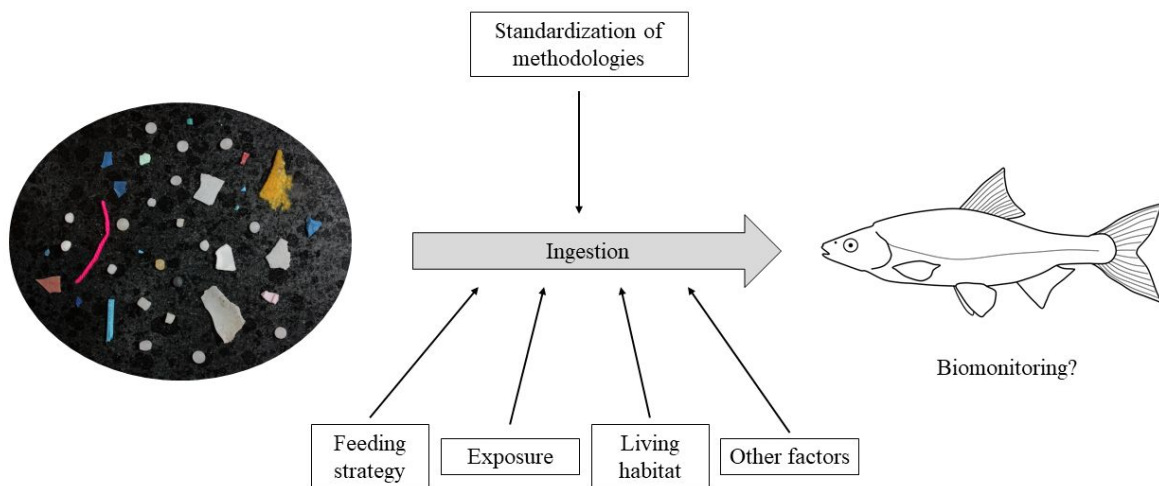 Standardization of
methodologies
Ingestion
Biomonitoring?
Feeding
strategy
Exposure
Living
habitat
Other factors